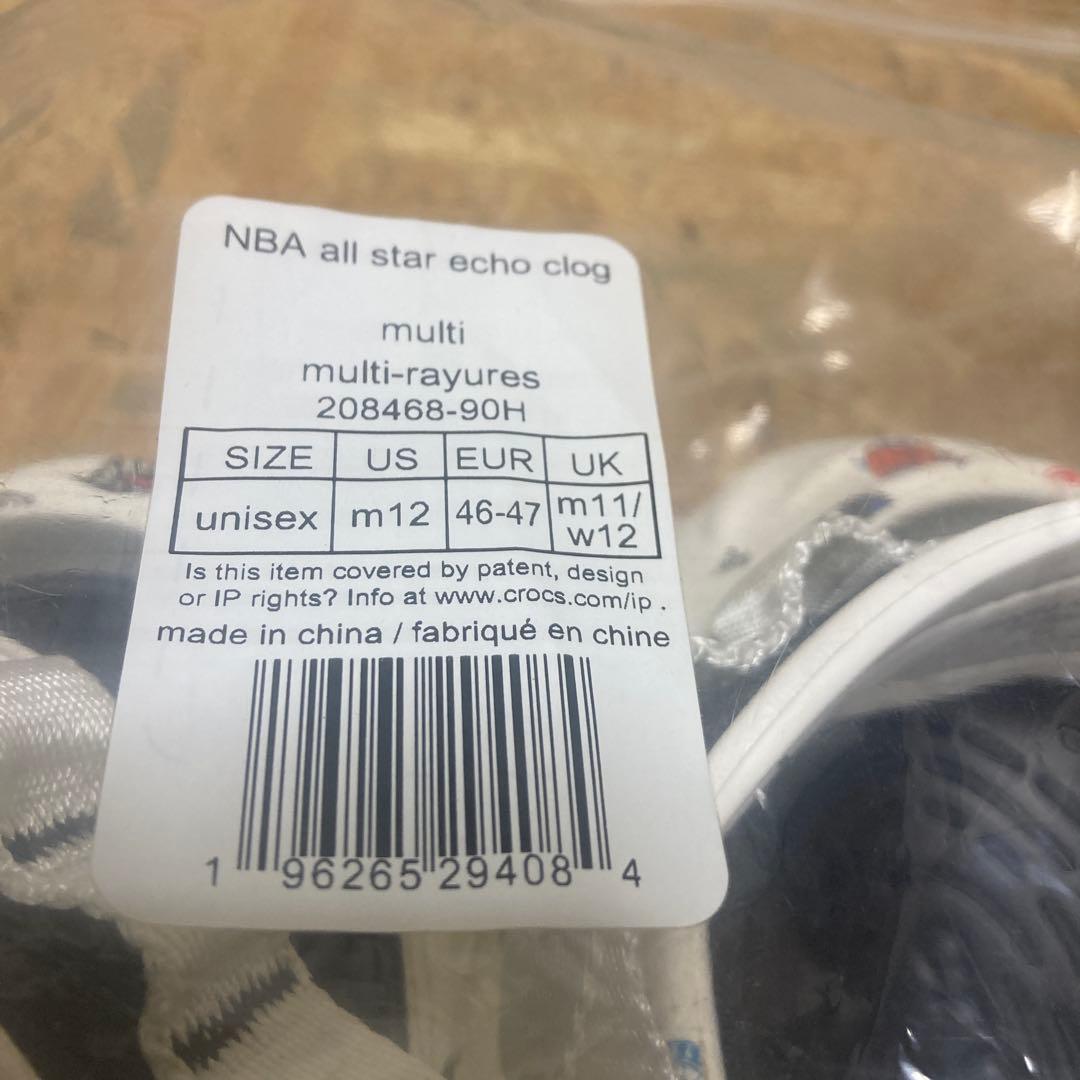 NBA all star echo clog
multi
multi-rayures
208468-90H
SIZE US EUR UK
unisex m12 46-47 m11/
w12
Is this item covered by patent, design
or IP rights? Info at www.crocs.com/ip .
made in china / fabriqué en chine
1 96265 29408 4